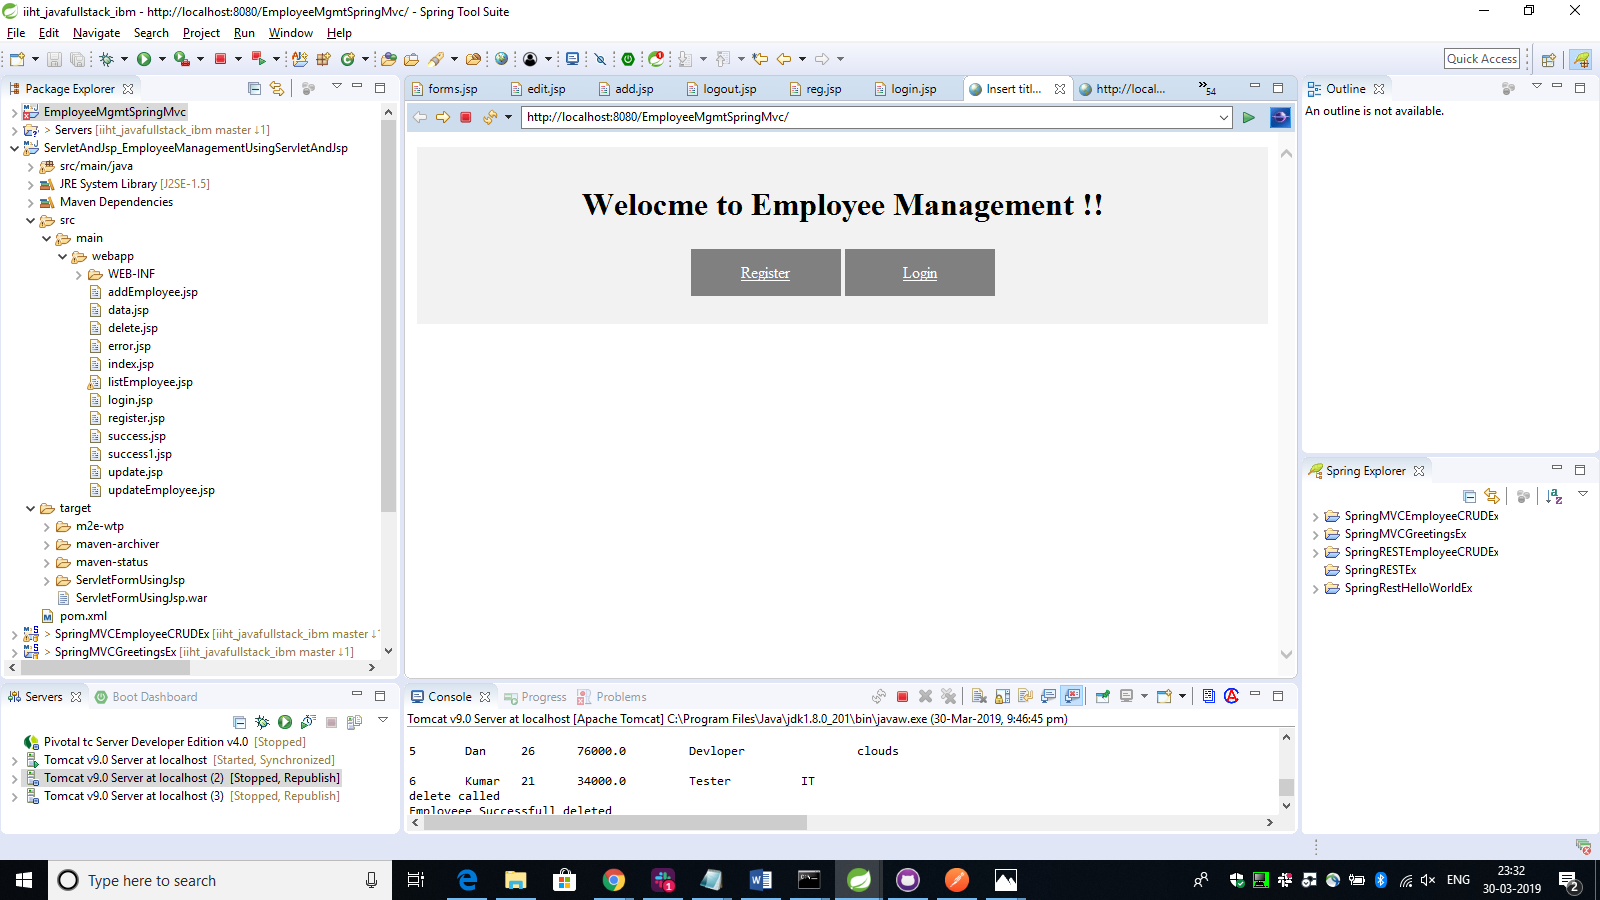 iiht_javafullstack_ibm - http://localhost:8080/EmployeeMgmtSpringMvc/ - Spring Tool Suite
File Edit Navigate Search Project Run Window Help
Quick Access
Package Explorer
EmployeeMgmtSpringMvc
> Servers [iiht_javafullstack_ibm master ↓1]
ServletAndJsp_EmployeeManagementUsingServletAndJsp
src/main/java
JRE System Library [J2SE-1.5]
Maven Dependencies
src
main
webapp
WEB-INF
addEmployee.jsp
data.jsp
delete.jsp
error.jsp
index.jsp
listEmployee.jsp
login.jsp
register.jsp
success.jsp
success1.jsp
update.jsp
updateEmployee.jsp
target
m2e-wtp
maven-archiver
maven-status
ServletFormUsingJsp
ServletFormUsingJsp.war
pom.xml
> SpringMVCEmployeeCRUDEx [iiht_javafullstack_ibm master ↓1
> SpringMVCGreetingsEx [iiht_javafullstack_ibm master ↓1]
forms.jsp edit.jsp add.jsp logout.jsp reg.jsp login.jsp Insert titl... http://local... »54
http://localhost:8080/EmployeeMgmtSpringMvc/
Welocme to Employee Management !!
Register Login
Outline
An outline is not available.
Spring Explorer
SpringMVCEmployeeCRUDEx
SpringMVCGreetingsEx
SpringRESTEmployeeCRUDEx
SpringRESTEx
SpringRestHelloWorldEx
Servers Boot Dashboard
Pivotal tc Server Developer Edition v4.0 [Stopped]
Tomcat v9.0 Server at localhost [Started, Synchronized]
Tomcat v9.0 Server at localhost (2) [Stopped, Republish]
Tomcat v9.0 Server at localhost (3) [Stopped, Republish]
Console Progress Problems
Tomcat v9.0 Server at localhost [Apache Tomcat] C:\Program Files\Java\jdk1.8.0_201\bin\javaw.exe (30-Mar-2019, 9:46:45 pm)
5 Dan 26 76000.0 Devloper clouds
6 Kumar 21 34000.0 Tester IT
delete called
Employeee Successfull deleted
Type here to search
1
ENG
23:32
30-03-2019
2